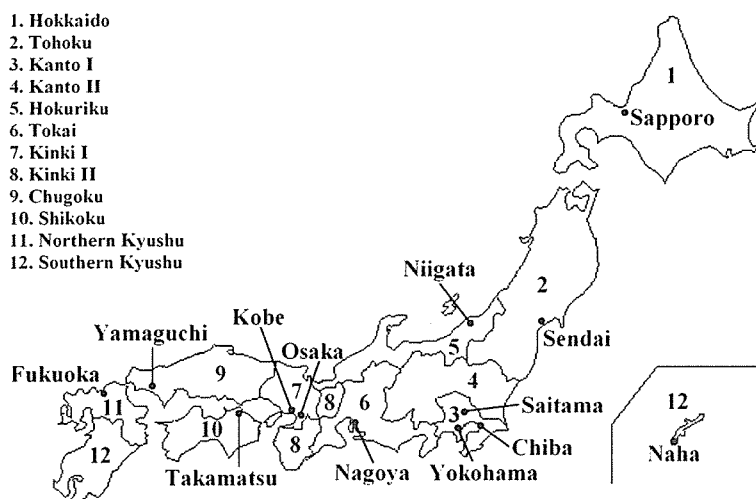 1. Hokkaido
2. Tohoku
3. Kanto I
4. Kanto II
5. Hokuriku
6. Tokai
7. Kinki I
8. Kinki II
9. Chugoku
10. Shikoku
11. Northern Kyushu
12. Southern Kyushu
1
Sapporo
Niigata
2
Kobe
Yamaguchi
Osaka
Sendai
5
Fukuoka
9
7
4
8
6
12
11
3
Saitama
10
Chiba
12
8
Naha
Takamatsu
Nagoya
Yokohama